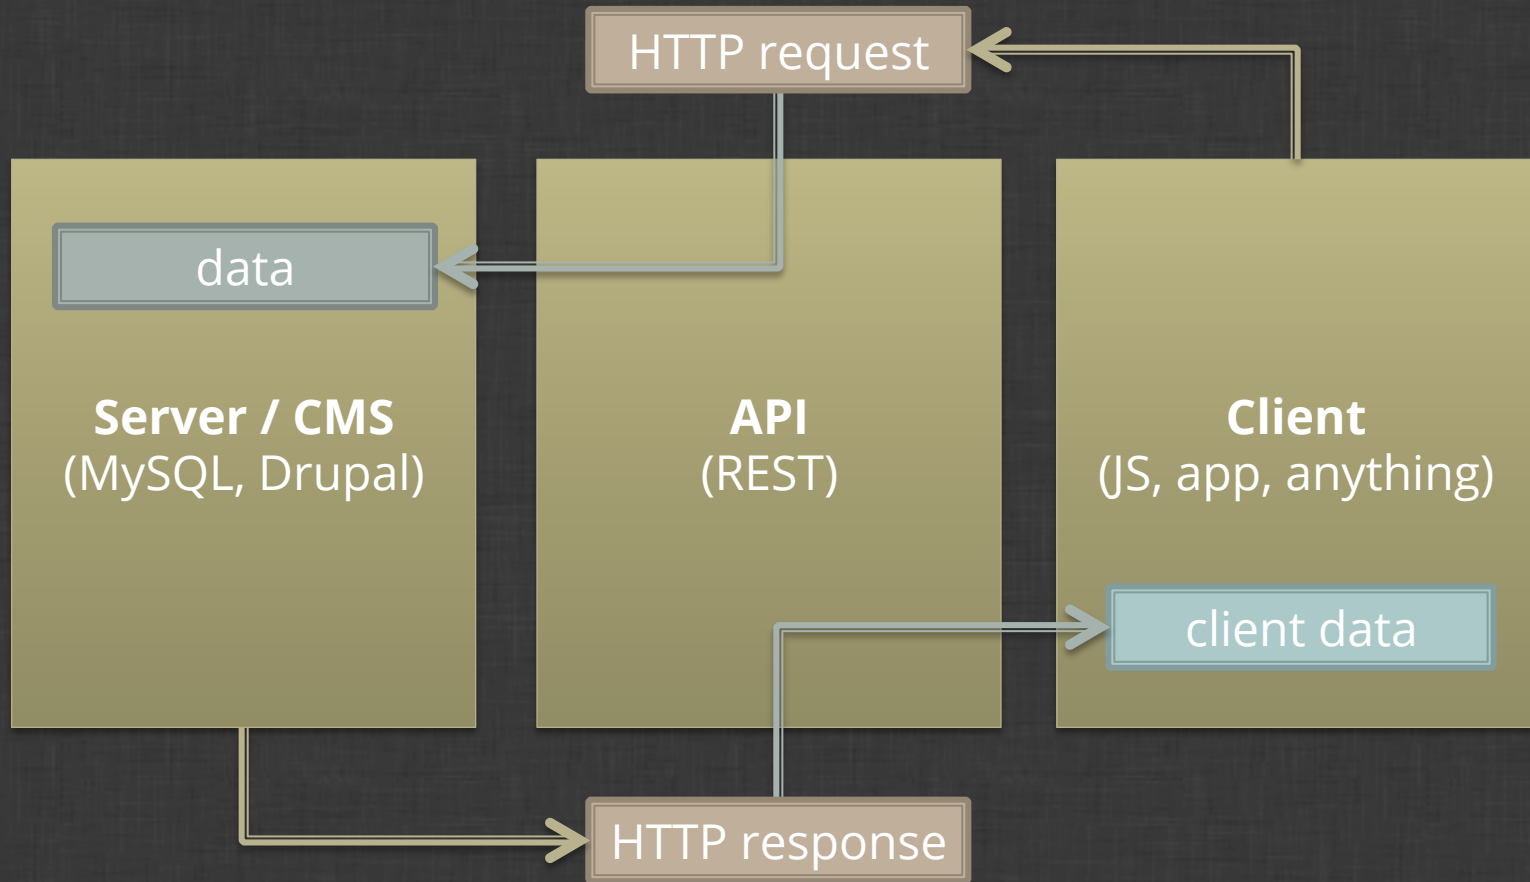 HTTP request
data
Server / CMS
(MySQL, Drupal)
API
(REST)
Client
(JS, app, anything)
client data
HTTP response